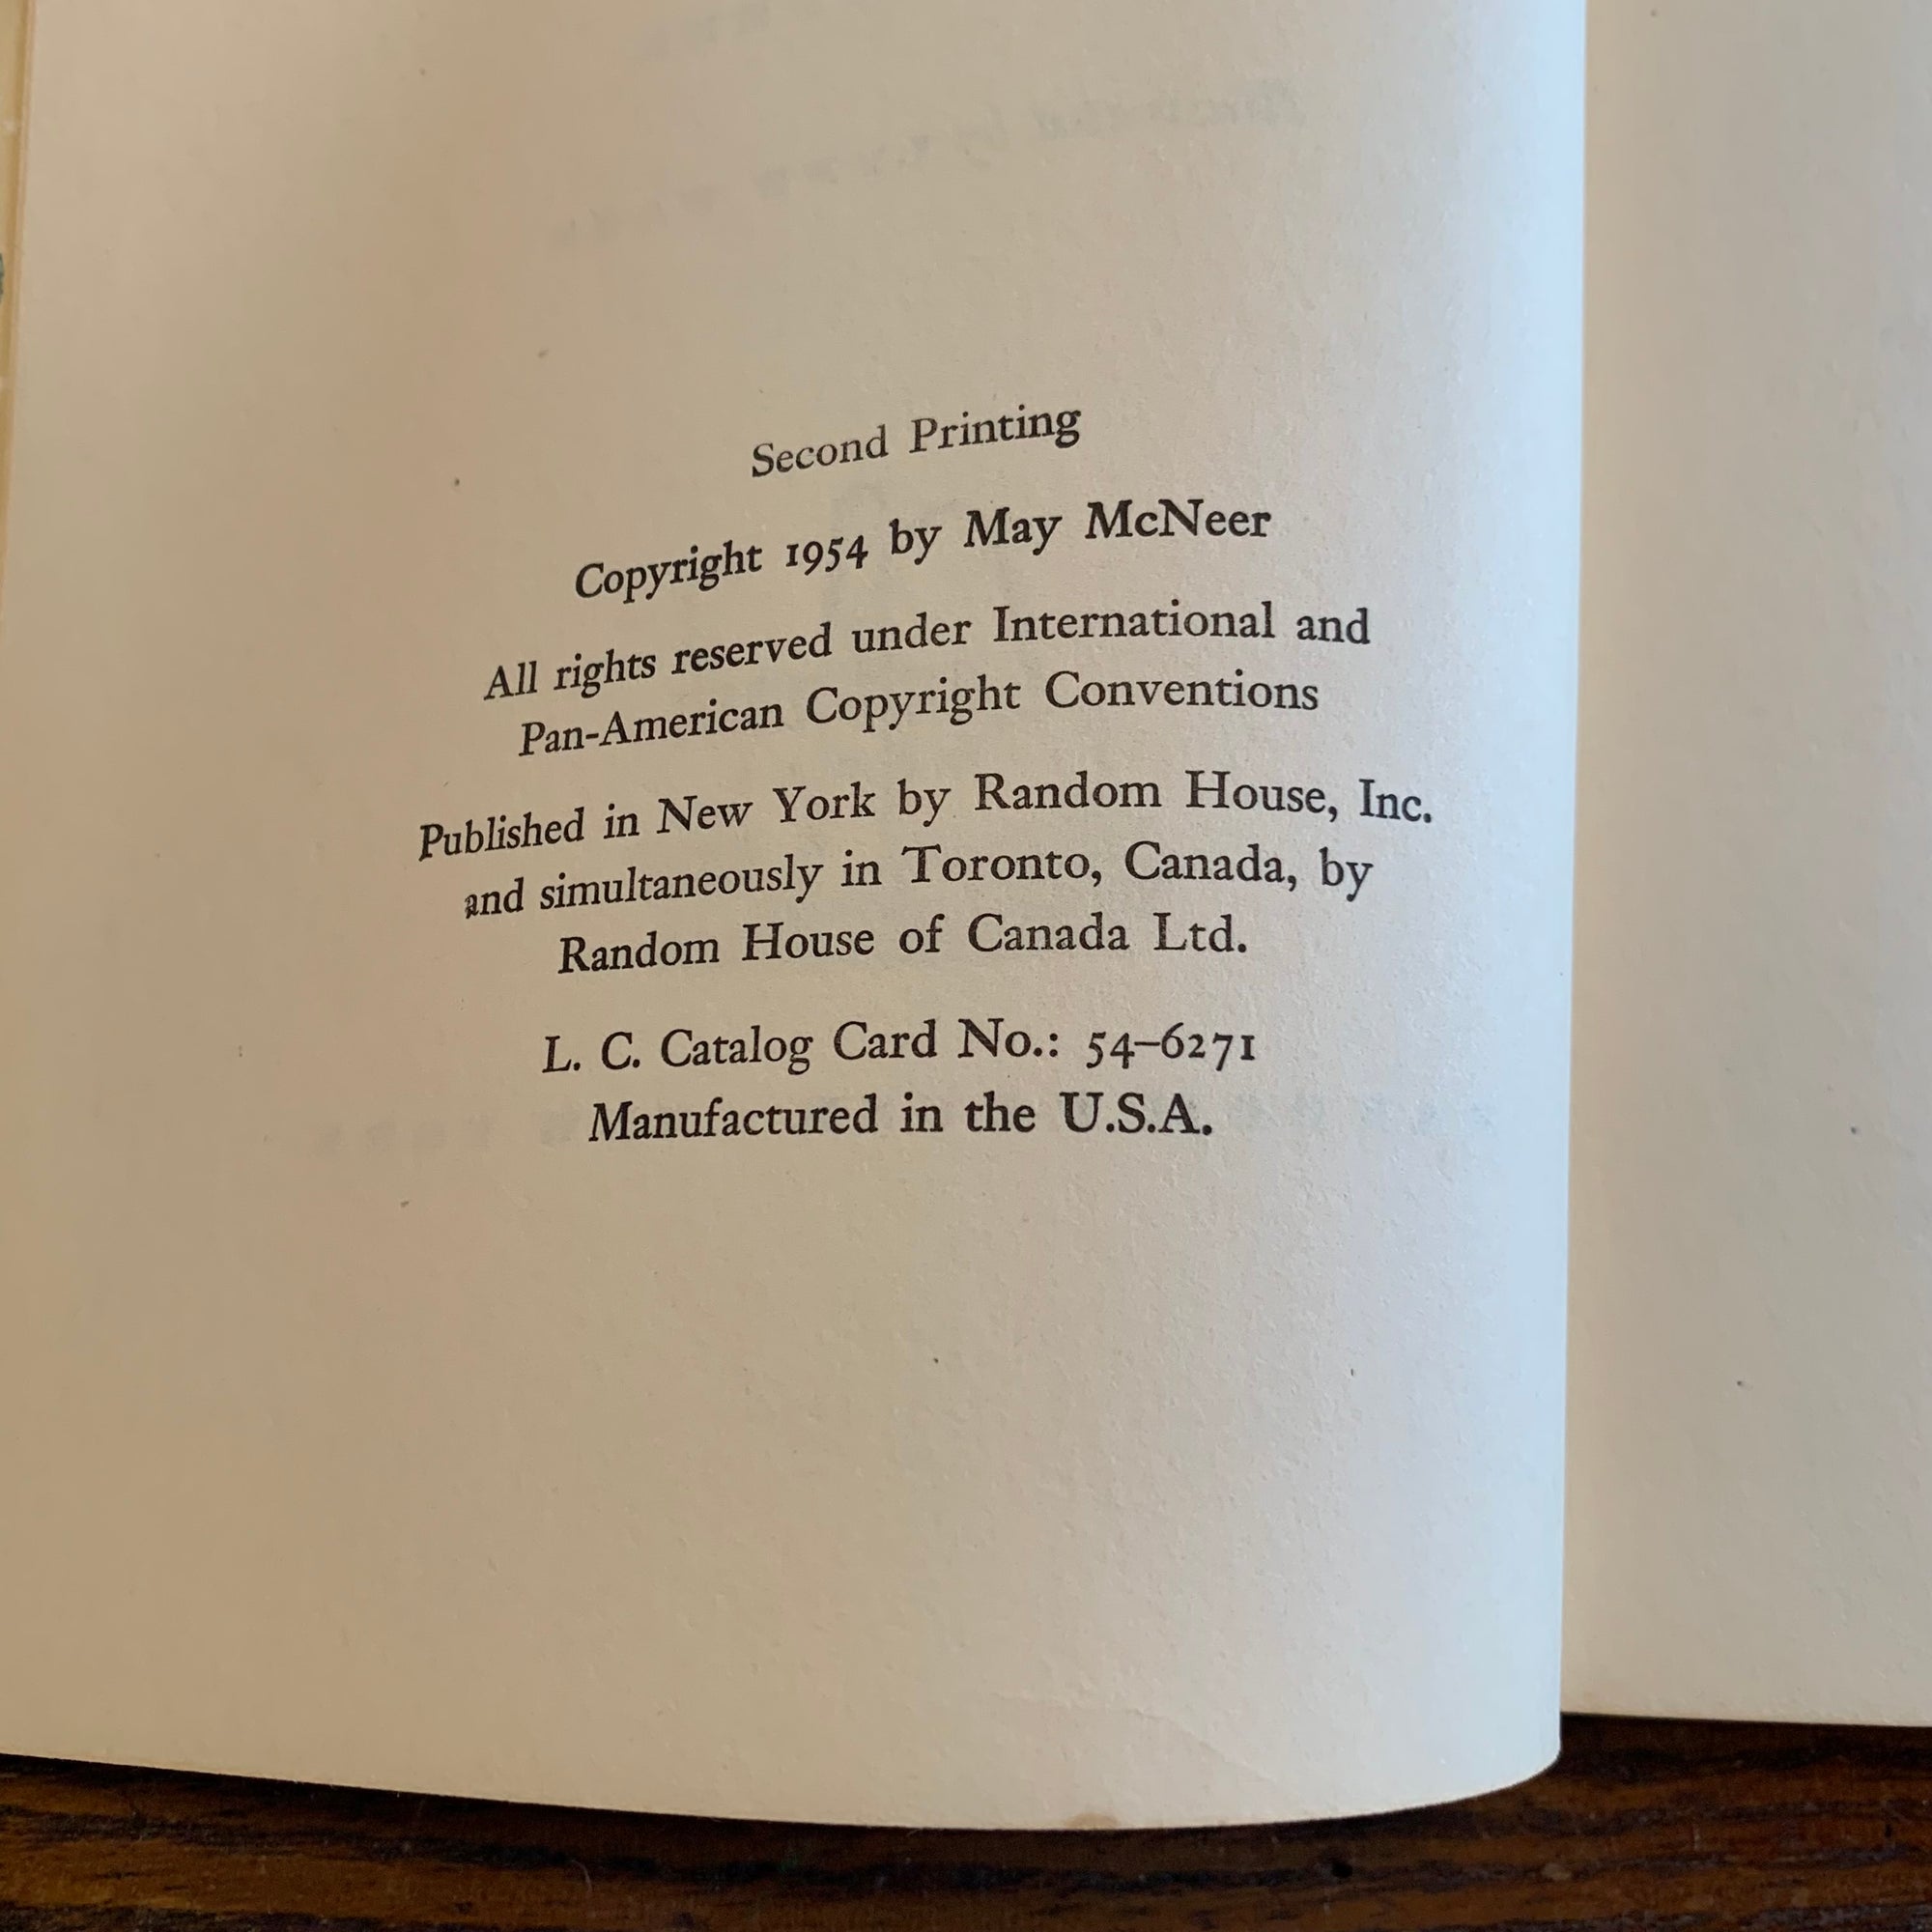 Second Printing
Copyright 1954 by May McNeer
All rights reserved under International and
Pan-American Copyright Conventions
Published in New York by Random House, Inc.
and simultaneously in Toronto, Canada, by
Random House of Canada Ltd.
L. C. Catalog Card No.: 54–6271
Manufactured in the U.S.A.